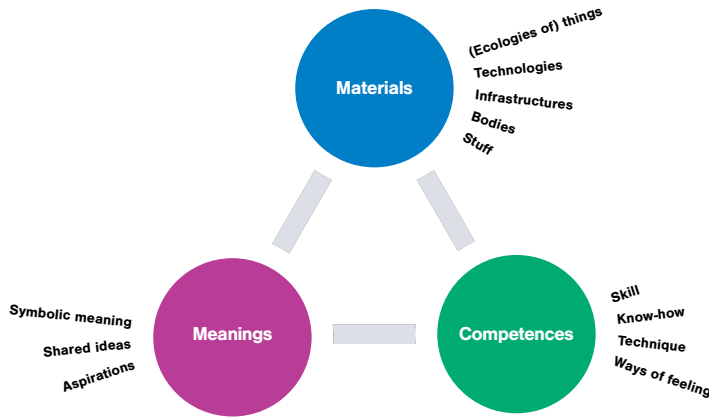 Materials
(Ecologies of) things
Technologies
Infrastructures
Bodies
Stuff
Meanings
Symbolic meaning
Shared ideas
Aspirations
Competences
Skill
Know-how
Technique
Ways of feeling